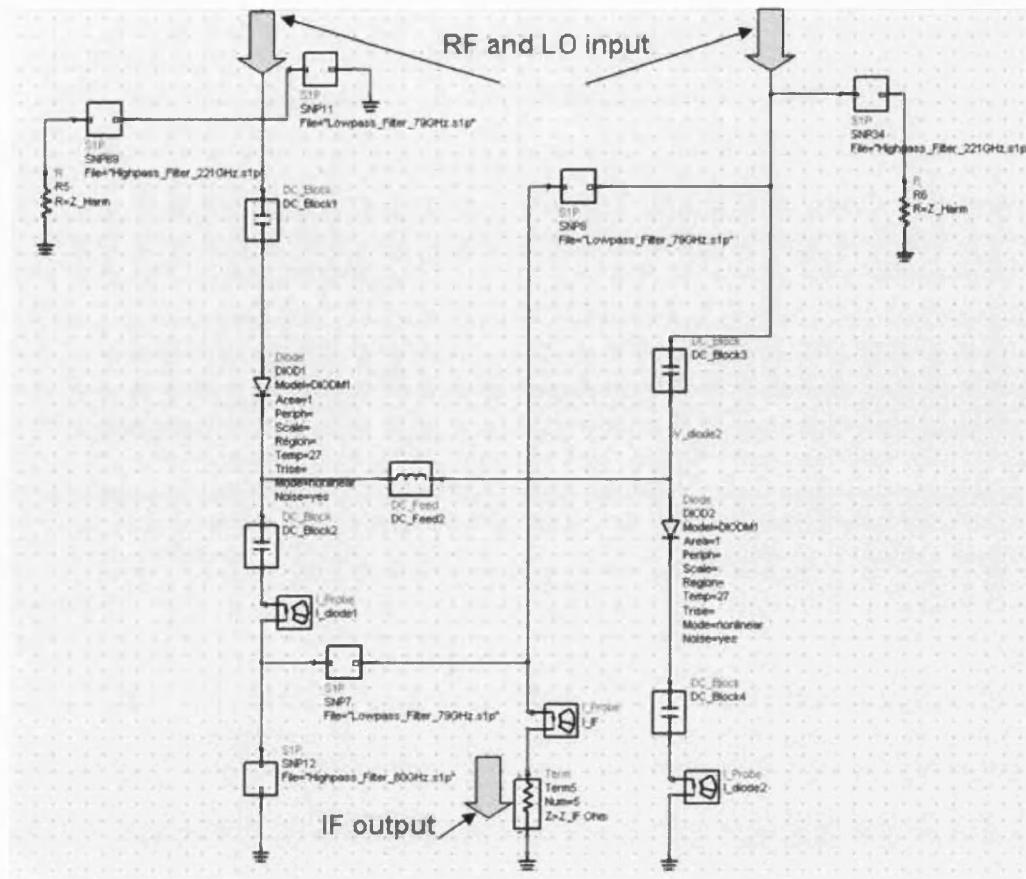 RF and LO input
S1P
SNP11
File="Lowpass_Filter_79GHz.s1p"
S1P
SNP89
File="Highpass_Filter_221GHz.s1p"
R
R5
R=Z_Harm
DC_Block
DC_Block1
S1P
SNP6
File="Lowpass_Filter_79GHz.s1p"
S1P
SNP34
File="Highpass_Filter_221GHz.s1p"
R
R6
R=Z_Harm
Diode
DIOD1
Model=DIODM1
Area=1
Periph=
Scale=
Region=
Temp=27
Trise=
Mode=nonlinear
Noise=yes
DC_Block
DC_Block3
V_diode2
DC_Feed
DC_Feed2
DC_Block
DC_Block2
Diode
DIOD2
Model=DIODM1
Area=1
Periph=
Scale=
Region=
Temp=27
Trise=
Mode=nonlinear
Noise=yes
I_Probe
I_diode1
S1P
SNP7
File="Lowpass_Filter_79GHz.s1p"
DC_Block
DC_Block4
I_Probe
I_IF
S1P
SNP12
File="Highpass_Filter_80GHz.s1p"
Term
Term5
Num=5
Z=Z_IF Ohm
I_Probe
I_diode2
IF output